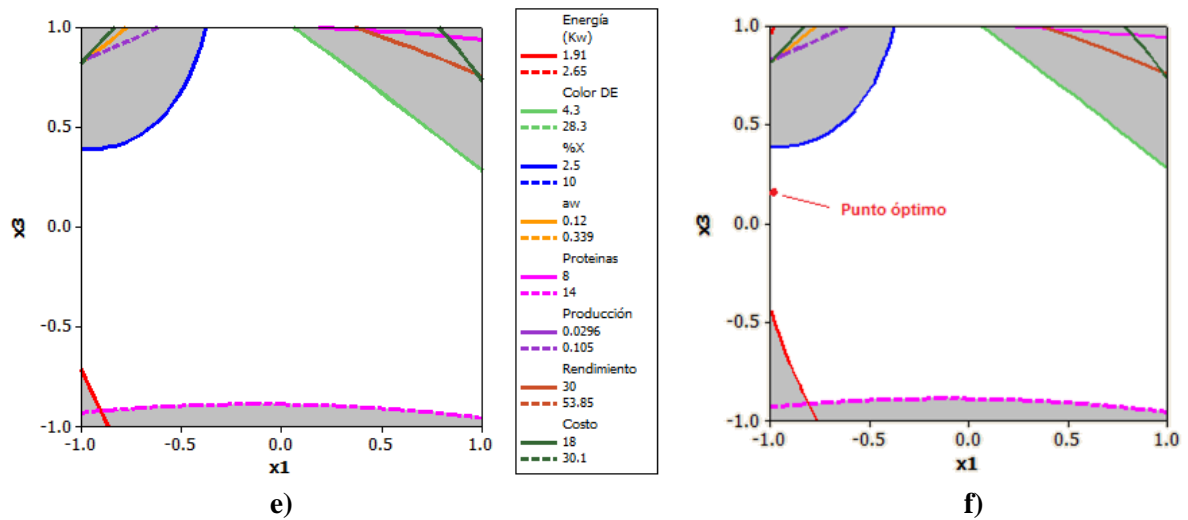 1.0
0.5
0.0
-0.5
-1.0
x3
-1.0
-0.5
0.0
0.5
1.0
x1
e)
Energía
(Kw)
1.91
2.65
Color DE
4.3
28.3
%X
2.5
10
aw
0.12
0.339
Proteinas
8
14
Producción
0.0296
0.105
Rendimiento
30
53.85
Costo
18
30.1
1.0
0.5
0.0
-0.5
-1.0
x3
Punto óptimo
-1.0
-0.5
0.0
0.5
1.0
x1
f)